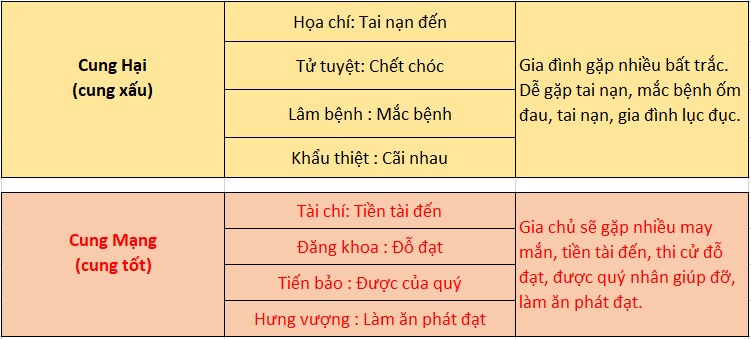 Cung Hại
(cung xấu)
Họa chí: Tai nạn đến
Tử tuyệt: Chết chóc
Lâm bệnh : Mắc bệnh
Khẩu thiệt : Cãi nhau
Gia đình gặp nhiều bất trắc.
Dễ gặp tai nạn, mắc bệnh ốm
đau, tai nạn, gia đình lục đục.
Cung Mạng
(cung tốt)
Tài chí: Tiền tài đến
Đăng khoa : Đỗ đạt
Tiến bảo : Được của quý
Hưng vượng : Làm ăn phát đạt
Gia chủ sẽ gặp nhiều may
mắn, tiền tài đến, thi cử đỗ
đạt, được quý nhân giúp đỡ,
làm ăn phát đạt.